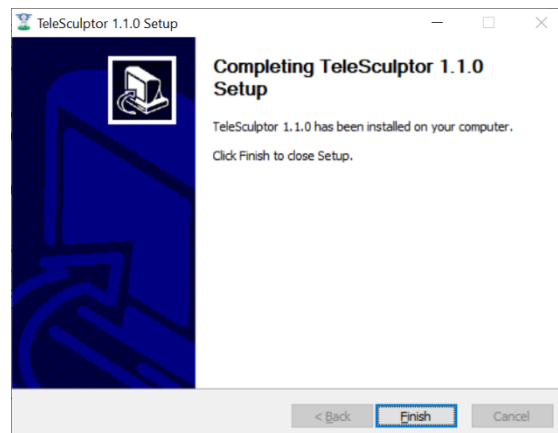 TeleSculptor 1.1.0 Setup
Completing TeleSculptor 1.1.0
Setup
TeleSculptor 1.1.0 has been installed on your computer.
Click Finish to close Setup.
< Back
Finish
Cancel